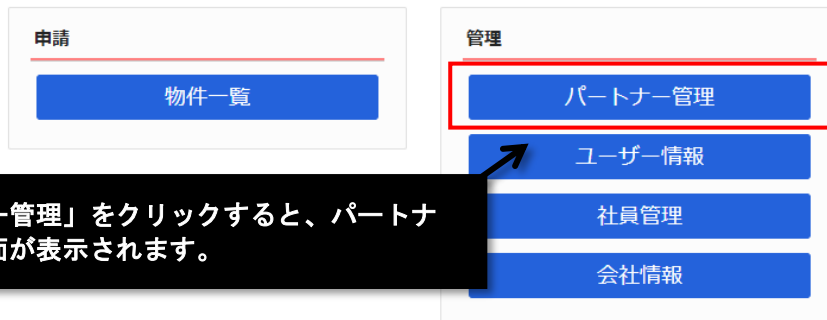 申請
物件一覧
管理
パートナー管理
ユーザー情報
社員管理
会社情報
ー管理」をクリックすると、パートナ
面が表示されます。